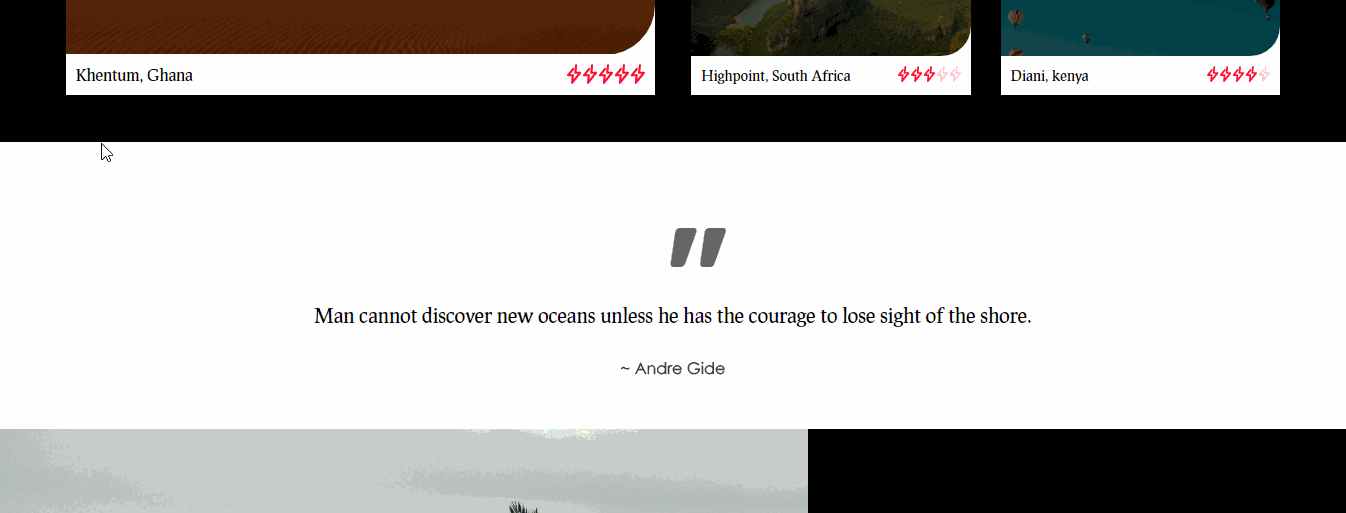 Khentum, Ghana
Highpoint, South Africa
Diani, kenya
"
Man cannot discover new oceans unless he has the courage to lose sight of the shore.
~ Andre Gide